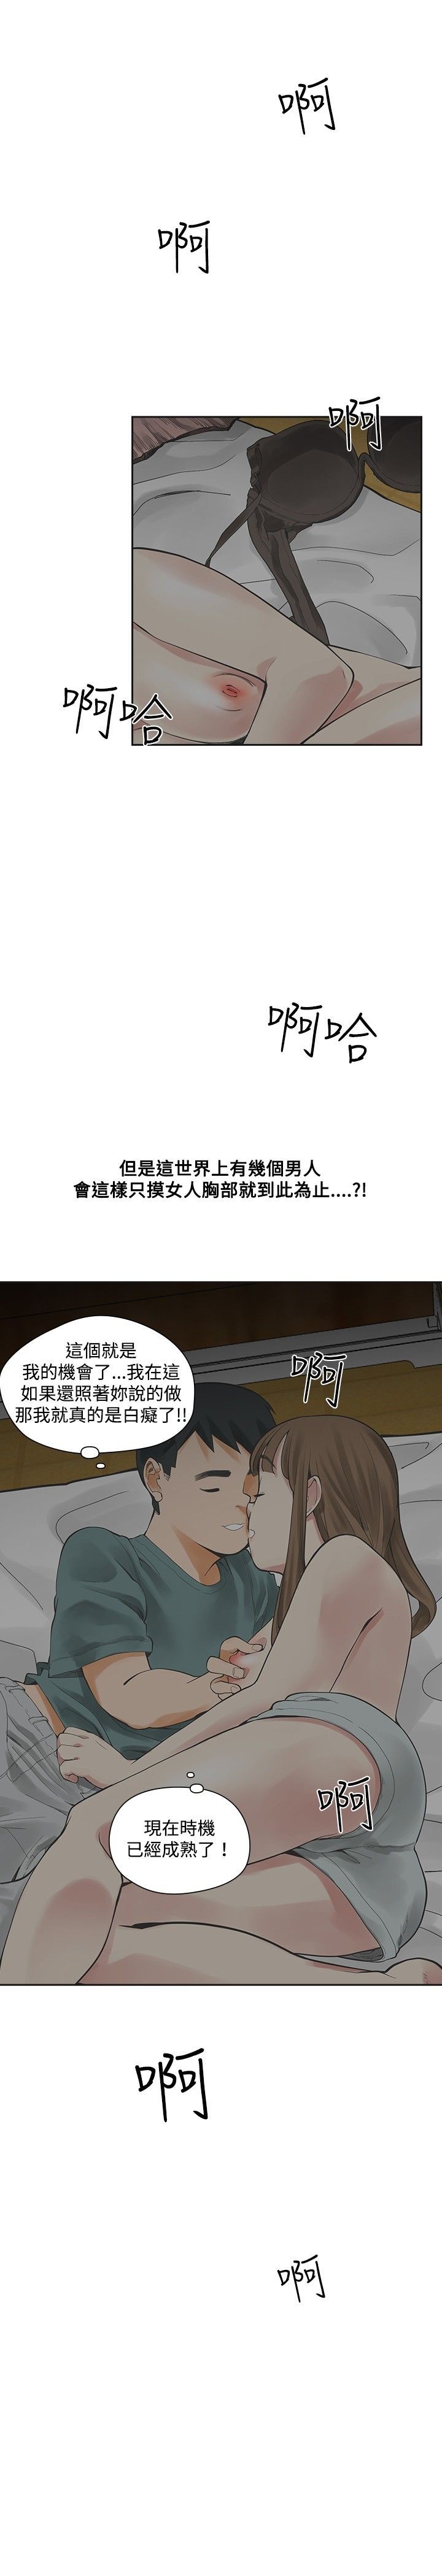 啊
啊
啊
啊哈
啊哈
但是這世界上有幾個男人
會這樣只摸女人胸部就到此為止....?!
這個就是
我的機會了...我在這
如果還照著妳說的做
那我就真的是白癡了!!
啊
現在時機
已經成熟了！
啊
啊
啊